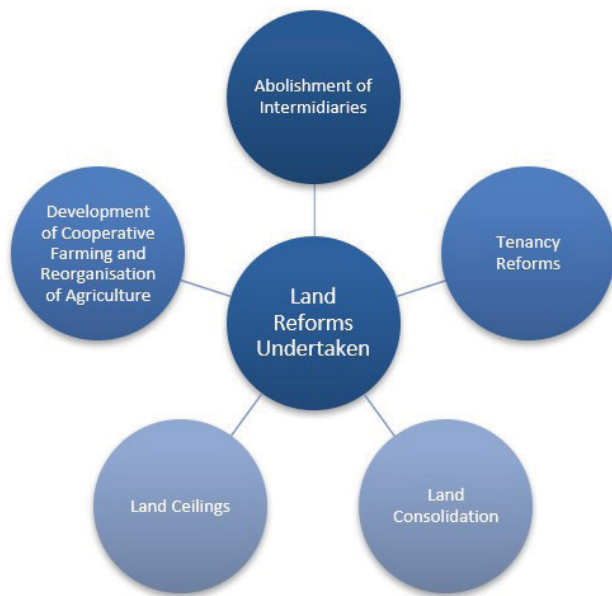 Abolishment of
Intermidiaries
Development
of Cooperative
Farming and
Reorganisation
of Agriculture
Tenancy
Reforms
Land
Reforms
Undertaken
Land Ceilings
Land
Consolidation